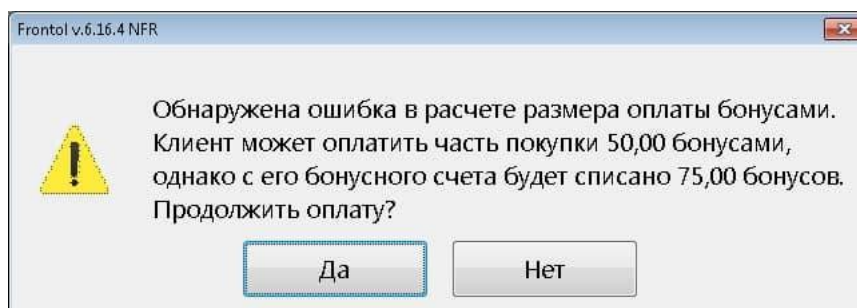 Frontol v.6.16.4 NFR
Обнаружена ошибка в расчете размера оплаты бонусами.
Клиент может оплатить часть покупки 50,00 бонусами,
однако с его бонусного счета будет списано 75,00 бонусов.
Продолжить оплату?
Да
Нет